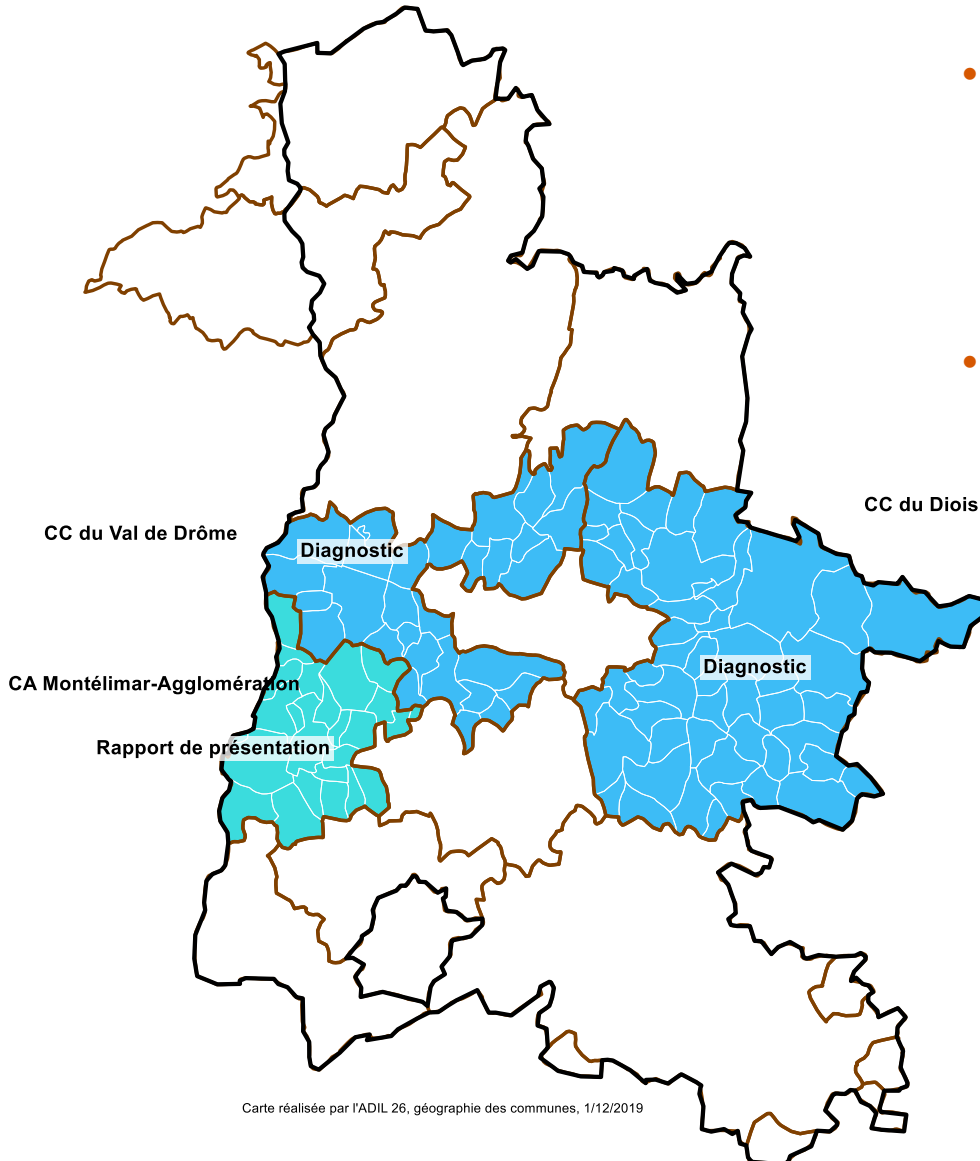 CC du Diois
CC du Val de Drôme
Diagnostic
Diagnostic
CA Montélimar-Agglomération
Rapport de présentation
Carte réalisée par l'ADIL 26, géographie des communes, 1/12/2019